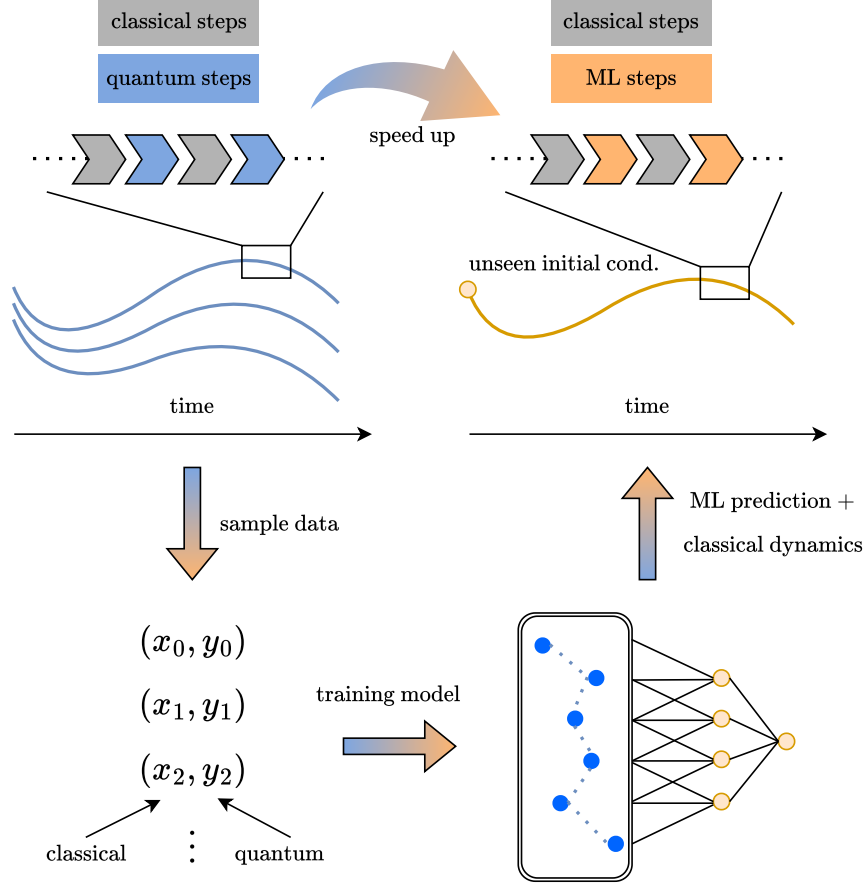 classical steps
quantum steps
speed up
classical steps
ML steps
unseen initial cond.
time
time
sample data
ML prediction +
classical dynamics
(x₀, y₀)
(x₁, y₁)
(x₂, y₂)
⋮
classical
quantum
training model